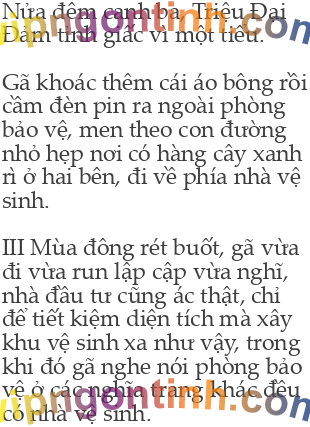 Nửa đêm canh ba, Triệu Đại
Đảm tỉnh giấc vì một tiểu.
Gã khoác thêm cái áo bông rồi
cầm đèn pin ra ngoài phòng
bảo vệ, men theo con đường
nhỏ hẹp nơi có hàng cây xanh
rì ở hai bên, đi về phía nhà vệ
sinh.
III Mùa đông rét buốt, gã vừa
đi vừa run lập cập vừa nghĩ,
nhà đầu tư cũng ác thật, chỉ
để tiết kiệm diện tích mà xây
khu vệ sinh xa như vậy, trong
khi đó gã nghe nói phòng bảo
vệ ở các nghĩa trang khác đều
có nhà vệ sinh.
vipngontinh.com
vipngontinh.com